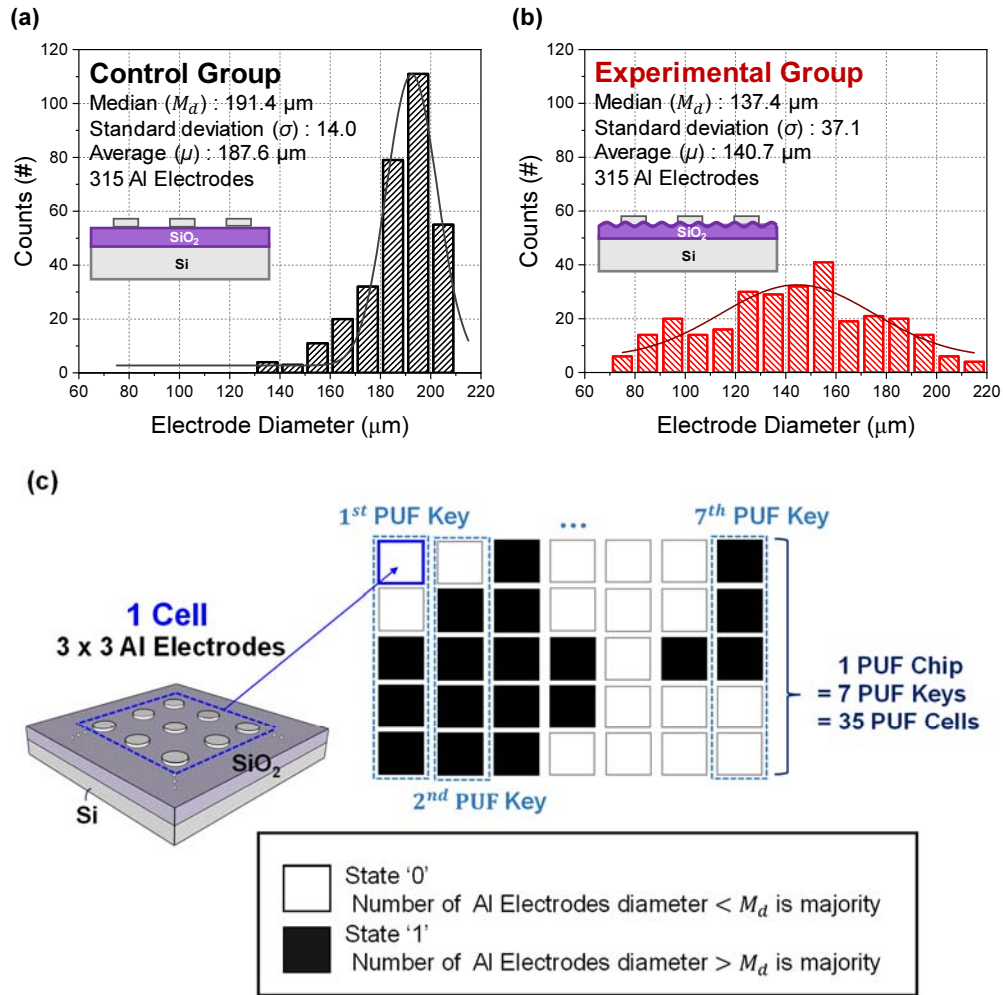 (a)
120
100
80
60
40
20
0
Counts (#)
Control Group
Median (M_d) : 191.4 μm
Standard deviation (σ) : 14.0
Average (μ) : 187.6 μm
315 Al Electrodes
SiO₂
Si
60 80 100 120 140 160 180 200 220
Electrode Diameter (μm)
(b)
120
100
80
60
40
20
0
Counts (#)
Experimental Group
Median (M_d) : 137.4 μm
Standard deviation (σ) : 37.1
Average (μ) : 140.7 μm
315 Al Electrodes
SiO₂
Si
60 80 100 120 140 160 180 200 220
Electrode Diameter (μm)
(c)
1st PUF Key
...
7th PUF Key
1 Cell
3 x 3 Al Electrodes
SiO₂
Si
2nd PUF Key
1 PUF Chip
= 7 PUF Keys
= 35 PUF Cells
State ‘0’
Number of Al Electrodes diameter < M_d is majority
State ‘1’
Number of Al Electrodes diameter > M_d is majority